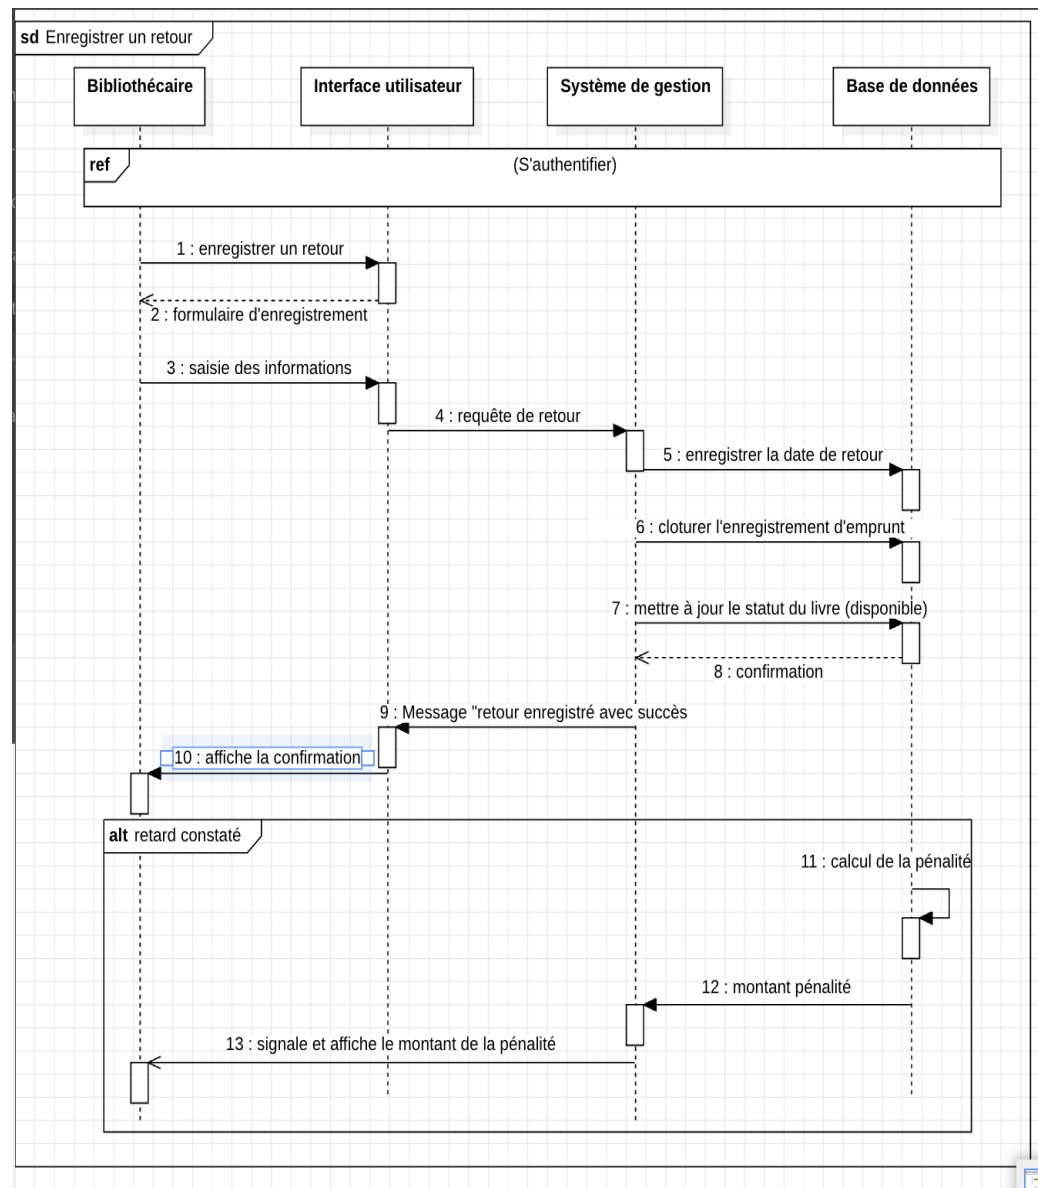 sd Enregistrer un retour
Bibliothécaire
Interface utilisateur
Système de gestion
Base de données
ref
(S'authentifier)
1 : enregistrer un retour
2 : formulaire d'enregistrement
3 : saisie des informations
4 : requête de retour
5 : enregistrer la date de retour
6 : cloturer l'enregistrement d'emprunt
7 : mettre à jour le statut du livre (disponible)
8 : confirmation
9 : Message "retour enregistré avec succès
10 : affiche la confirmation
alt retard constaté
11 : calcul de la pénalité
12 : montant pénalité
13 : signale et affiche le montant de la pénalité